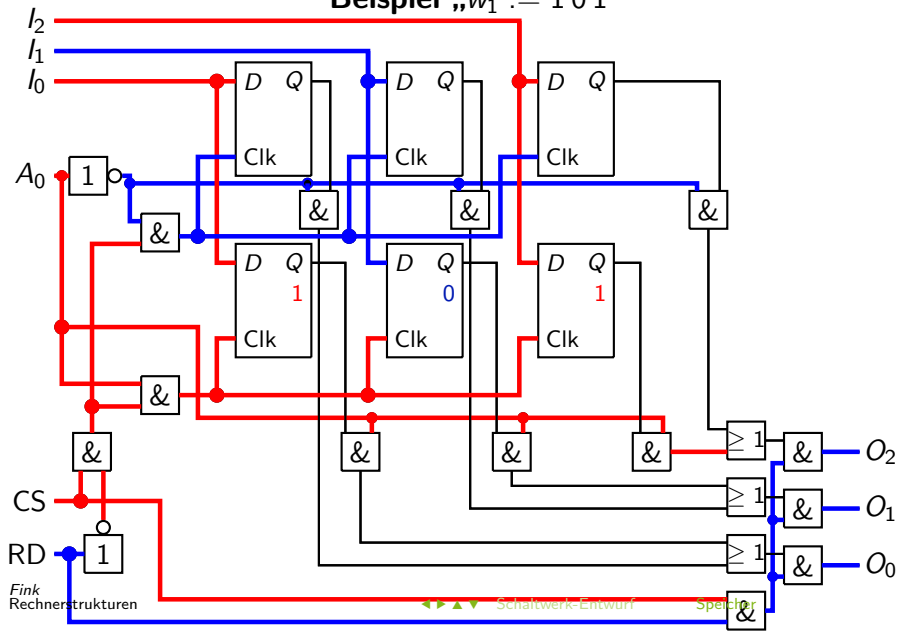 Beispiel „w1 := 1 0 1
I2
I1
I0
D Q
Clk
D Q
Clk
D Q
Clk
A0
1
&
&
&
&
D Q
1
Clk
D Q
0
Clk
D Q
1
Clk
&
&
&
&
&
≥ 1
&
O2
CS
≥ 1
&
O1
RD
1
≥ 1
&
O0
&
Fink
Rechnerstrukturen
Schaltwerk-Entwurf
Speicher